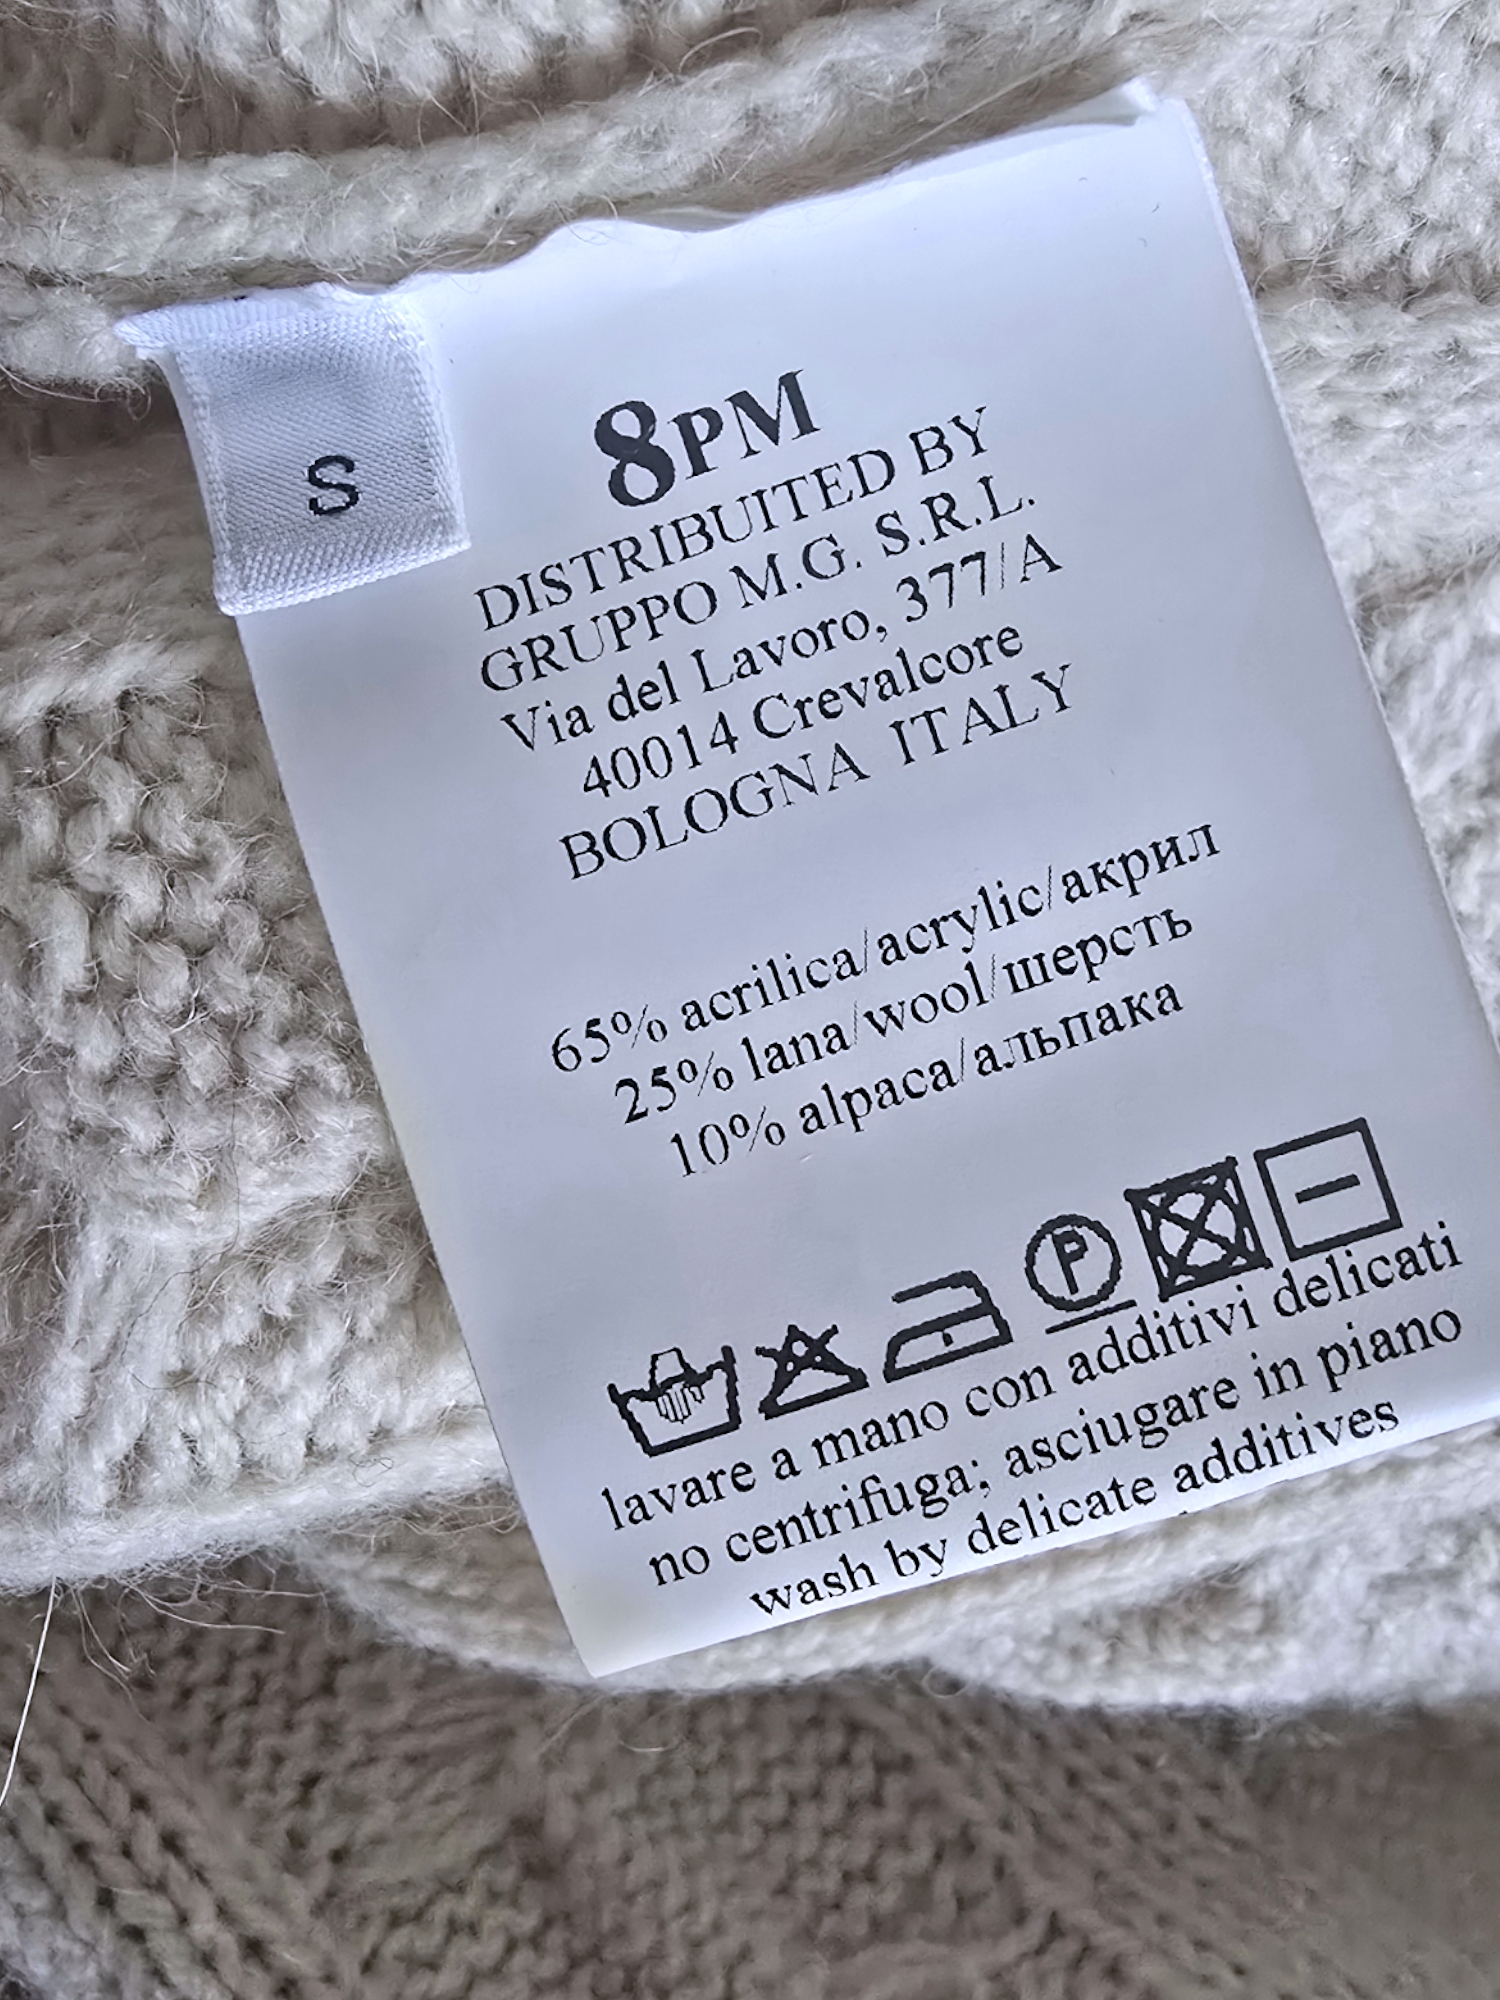 S
8PM
DISTRIBUITED BY
GRUPPO M.G. S.R.L.
Via del Lavoro, 377/A
40014 Crevalcore
BOLOGNA ITALY
65% acrilica/acrylic/акрил
25% lana/wool/шерсть
10% alpaca/альпака
P
lavare a mano con additivi delicati
no centrifuga; asciugare in piano
wash by delicate additives